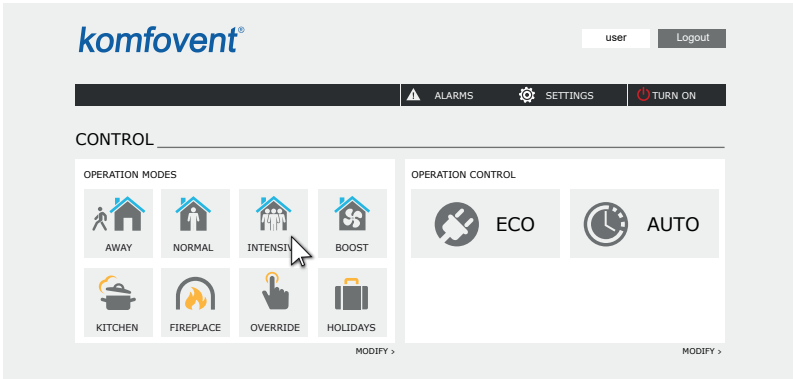 komfovent®
user Logout
ALARMS SETTINGS TURN ON
CONTROL
OPERATION MODES
AWAY NORMAL INTENSIV BOOST
KITCHEN FIREPLACE OVERRIDE HOLIDAYS
MODIFY >
OPERATION CONTROL
ECO AUTO
MODIFY >